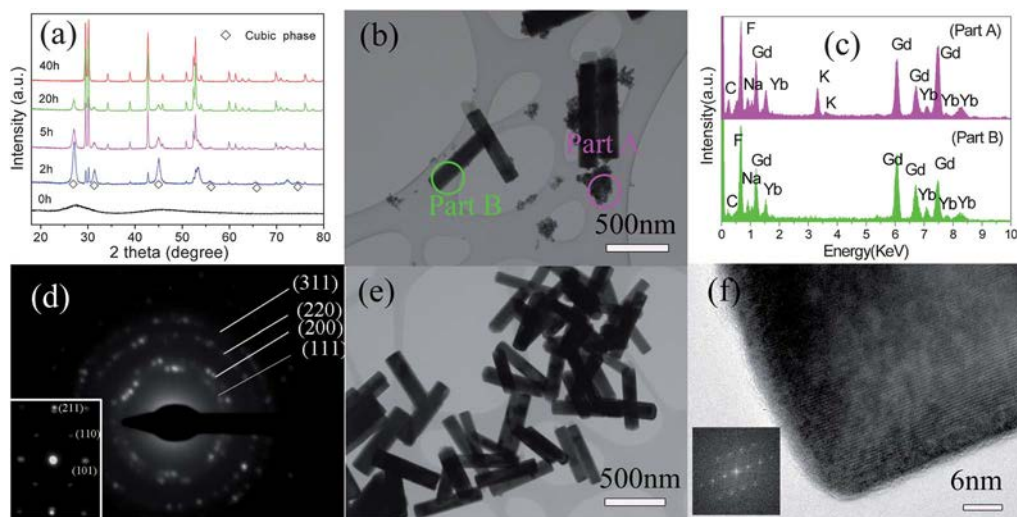 (a)
◇ Cubic phase
40h
20h
5h
2h
0h
Intensity (a.u.)
20 30 40 50 60 70 80
2 theta (degree)
(b)
Part A
Part B
500nm
(c)
(Part A)
F
Gd
C
Na
Yb
K
K
Gd
Gd
Yb
Gd
Yb
Yb
(Part B)
F
Gd
C
Na
Yb
Gd
Gd
Yb
Gd
Yb
Yb
Intensity(a.u.)
0 1 2 3 4 5 6 7 8 9 10
Energy(KeV)
(d)
(311)
(220)
(200)
(111)
(211)
(110)
(101)
(e)
500nm
(f)
6nm